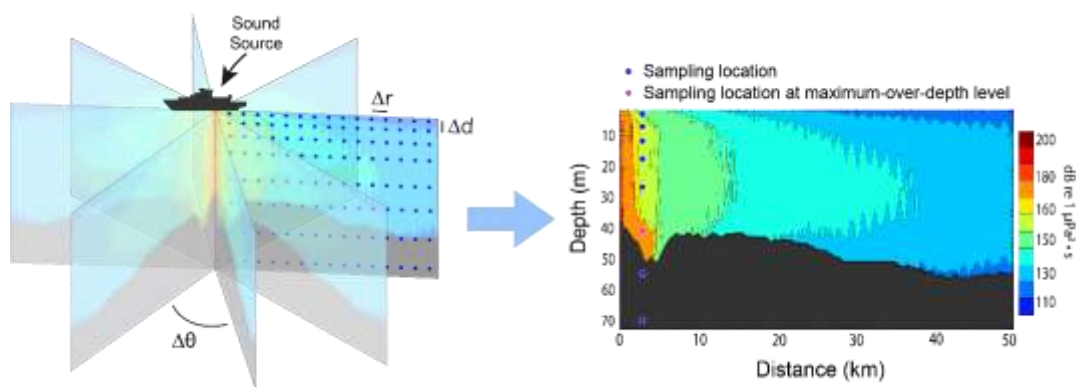 Sound
Source
Δr
Δd
Δθ
Sampling location
Sampling location at maximum-over-depth level
Depth (m)
10
20
30
40
50
60
70
0
10
20
30
40
50
Distance (km)
200
180
160
170
160
150
130
110
dB re 1 μPa² • s